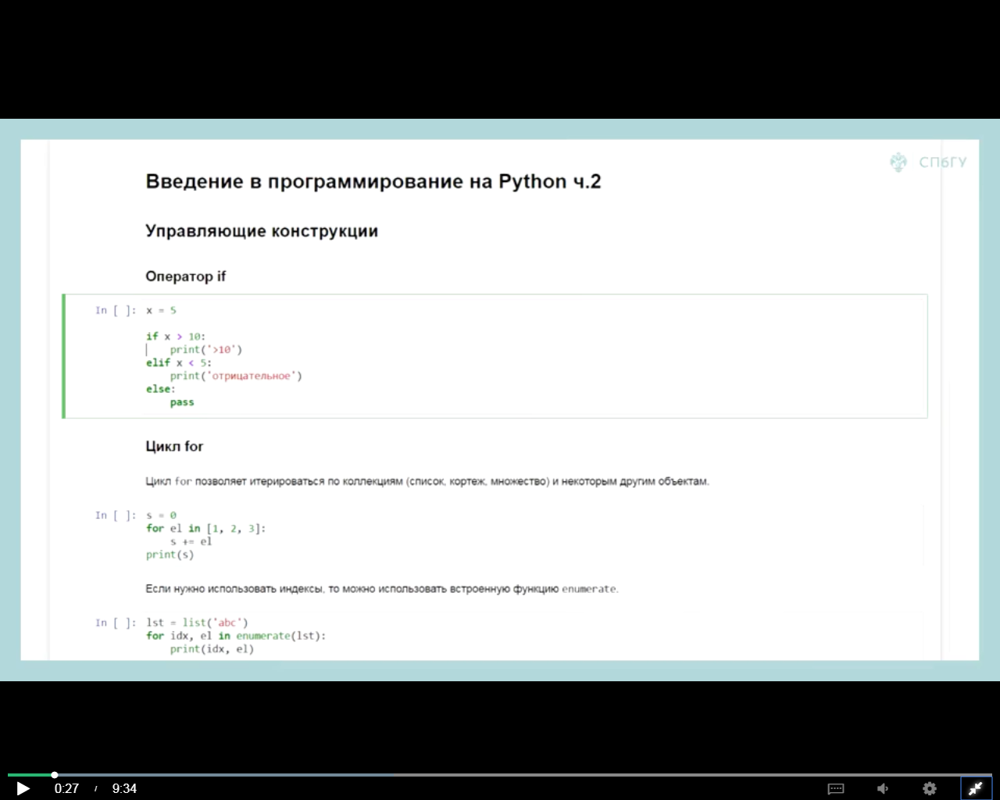 СПбГУ
Введение в программирование на Python ч.2
Управляющие конструкции
Оператор if
In [ ]: x = 5
if x > 10:
    print('>10')
elif x < 5:
    print('отрицательное')
else:
    pass
Цикл for
Цикл for позволяет итерироваться по коллекциям (список, кортеж, множество) и некоторым другим объектам.
In [ ]: s = 0
for el in [1, 2, 3]:
    s += el
print(s)
Если нужно использовать индексы, то можно использовать встроенную функцию enumerate.
In [ ]: lst = list('abc')
for idx, el in enumerate(lst):
    print(idx, el)
0:27 / 9:34